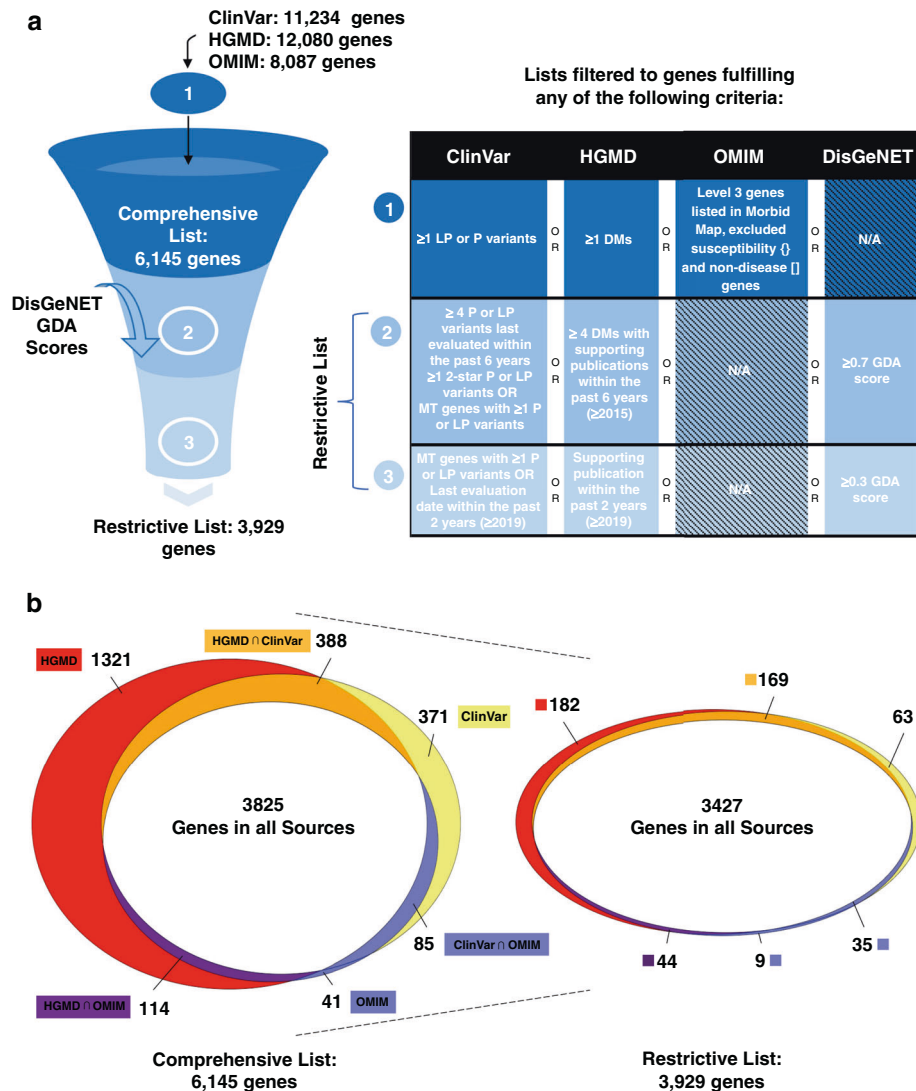 a
ClinVar: 11,234 genes
HGMD: 12,080 genes
OMIM: 8,087 genes
1
Comprehensive
List:
6,145 genes
DisGeNET
GDA
Scores
2
3
Restrictive List: 3,929
genes
Lists filtered to genes fulfilling
any of the following criteria:
ClinVar HGMD OMIM DisGeNET
1
≥1 LP or P variants
O
R
≥1 DMs
O
R
Level 3 genes
listed in Morbid
Map, excluded
susceptibility {}
and non-disease []
genes
O
R
N/A
Restrictive List
2
≥ 4 P or LP
variants last
evaluated within
the past 6 years
≥1 2-star P or LP
variants OR
MT genes with ≥1 P
or LP variants
O
R
≥ 4 DMs with
supporting
publications
within the
past 6 years
(≥2015)
O
R
N/A
O
R
≥0.7 GDA
score
3
MT genes with ≥1 P
or LP variants OR
Last evaluation
date within the past
2 years (≥2019)
O
R
Supporting
publication
within the
past 2 years
(≥2019)
O
R
N/A
O
R
≥0.3 GDA
score
b
HGMD 1321
HGMD∩ClinVar 388
371 ClinVar
3825
Genes in all Sources
85 ClinVar∩OMIM
41 OMIM
HGMD∩OMIM 114
Comprehensive List:
6,145 genes
182
169
63
3427
Genes in all Sources
44
9
35
Restrictive List:
3,929 genes